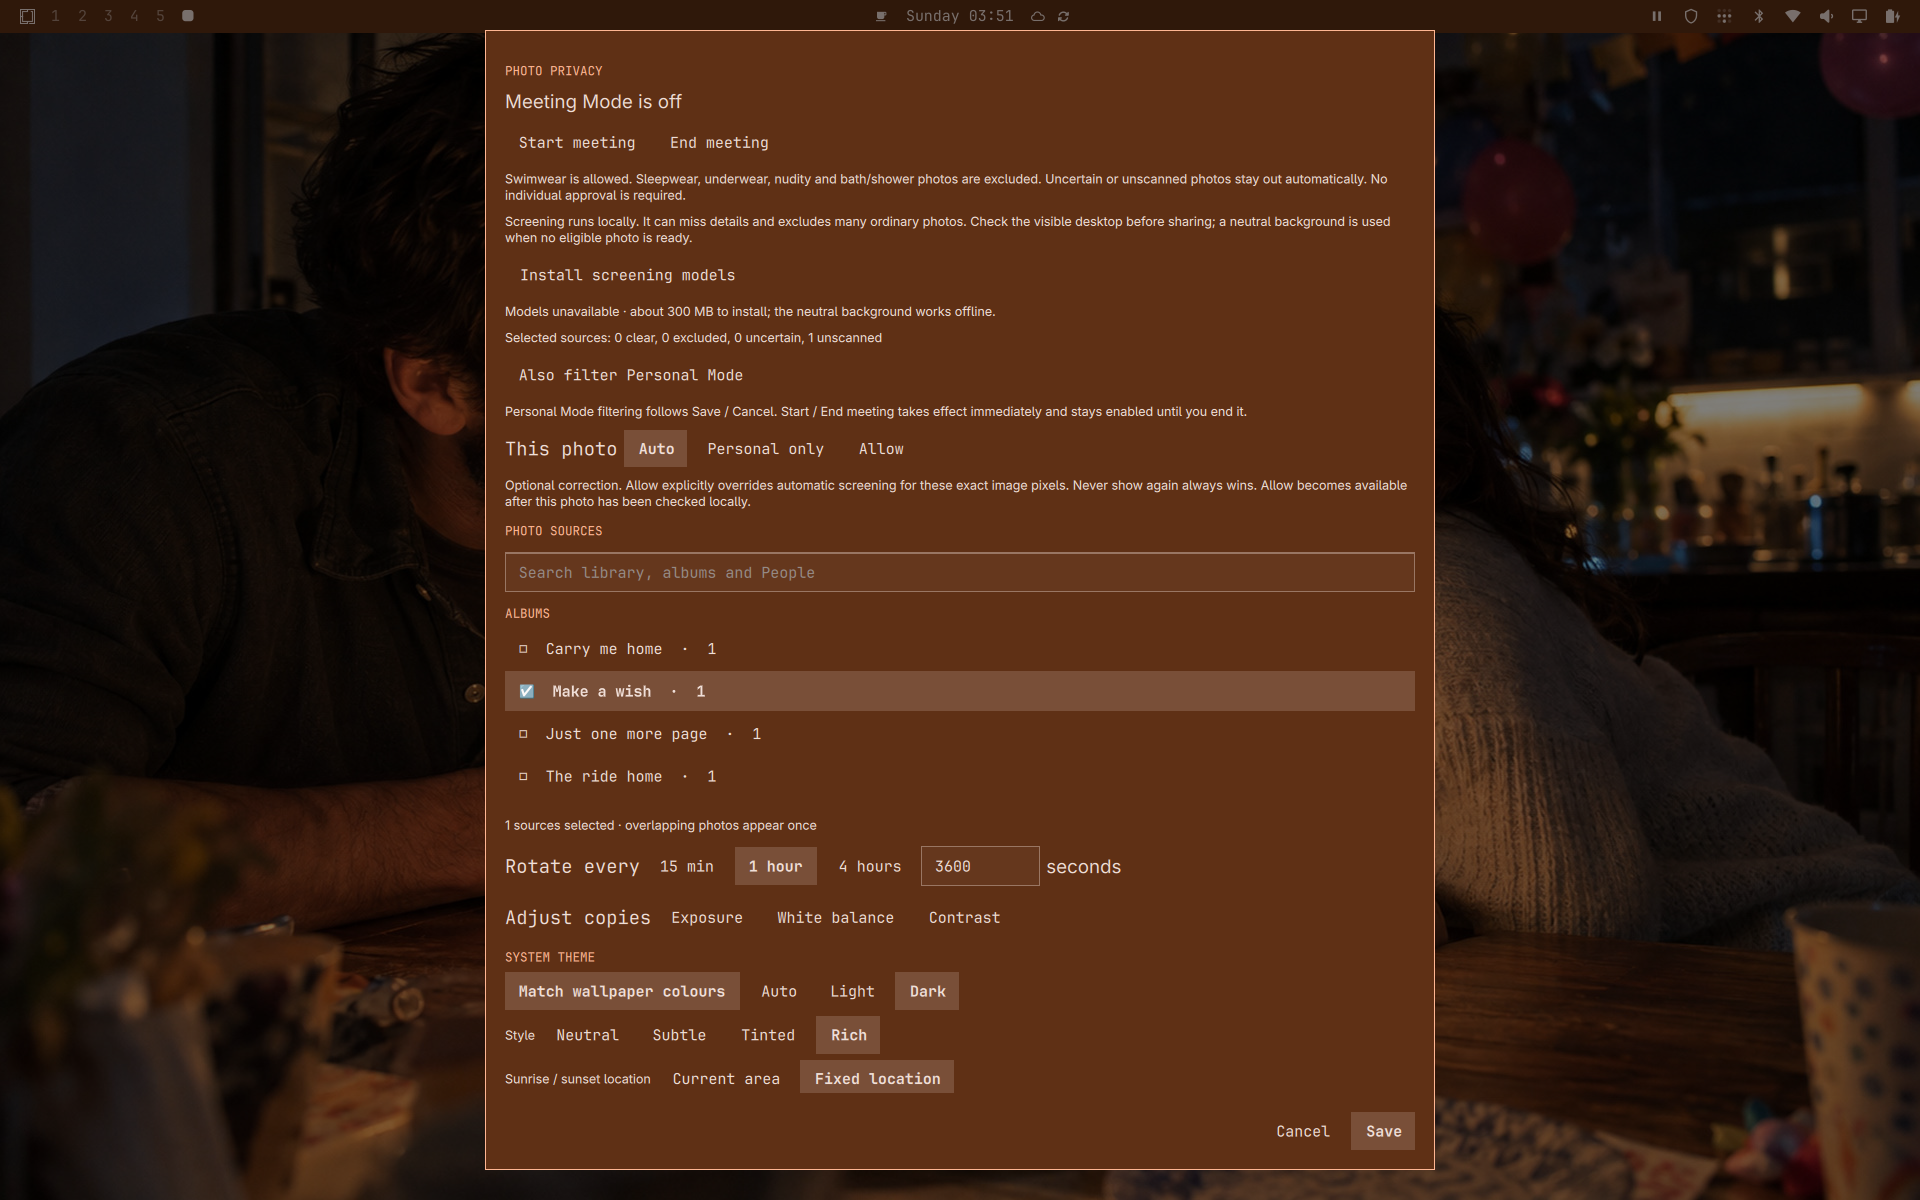 1 2 3 4 5
Sunday 03:51
PHOTO PRIVACY
Meeting Mode is off
Start meeting End meeting
Swimwear is allowed. Sleepwear, underwear, nudity and bath/shower photos are excluded. Uncertain or unscanned photos stay out automatically. No
individual approval is required.
Screening runs locally. It can miss details and excludes many ordinary photos. Check the visible desktop before sharing; a neutral background is used
when no eligible photo is ready.
Install screening models
Models unavailable · about 300 MB to install; the neutral background works offline.
Selected sources: 0 clear, 0 excluded, 0 uncertain, 1 unscanned
Also filter Personal Mode
Personal Mode filtering follows Save / Cancel. Start / End meeting takes effect immediately and stays enabled until you end it.
This photo Auto Personal only Allow
Optional correction. Allow explicitly overrides automatic screening for these exact image pixels. Never show again always wins. Allow becomes available
after this photo has been checked locally.
PHOTO SOURCES
Search library, albums and People
ALBUMS
Carry me home · 1
Make a wish · 1
Just one more page · 1
The ride home · 1
1 sources selected · overlapping photos appear once
Rotate every 15 min 1 hour 4 hours 3600 seconds
Adjust copies Exposure White balance Contrast
SYSTEM THEME
Match wallpaper colours Auto Light Dark
Style Neutral Subtle Tinted Rich
Sunrise / sunset location Current area Fixed location
Cancel Save